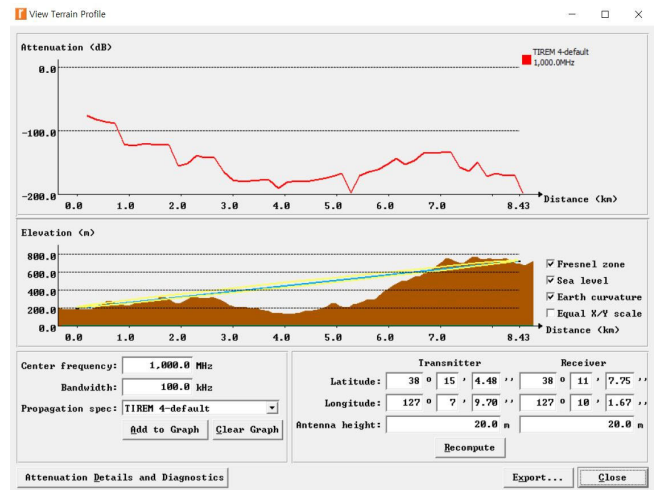 View Terrain Profile
Attenuation (dB)
TIREM 4-default
1,000.0MHz
0.0
-100.0
-200.0
0.0 1.0 2.0 3.0 4.0 5.0 6.0 7.0 8.43
Distance (km)
Elevation (m)
800.0
600.0
400.0
200.0
0.0
0.0 1.0 2.0 3.0 4.0 5.0 6.0 7.0 8.43
Distance (km)
Fresnel zone
Sea level
Earth curvature
Equal X/Y scale
Center frequency: 1,000.0 MHz
Bandwidth: 100.0 kHz
Propagation spec: TIREM 4-default
Add to Graph Clear Graph
Transmitter Receiver
Latitude: 38 o 15 ' 4.48 '' 38 o 11 ' 7.75 ''
Longitude: 127 o 7 ' 9.70 '' 127 o 10 ' 1.67 ''
Antenna height: 20.0 m 20.0 m
Recompute
Attenuation Details and Diagnostics
Export... Close